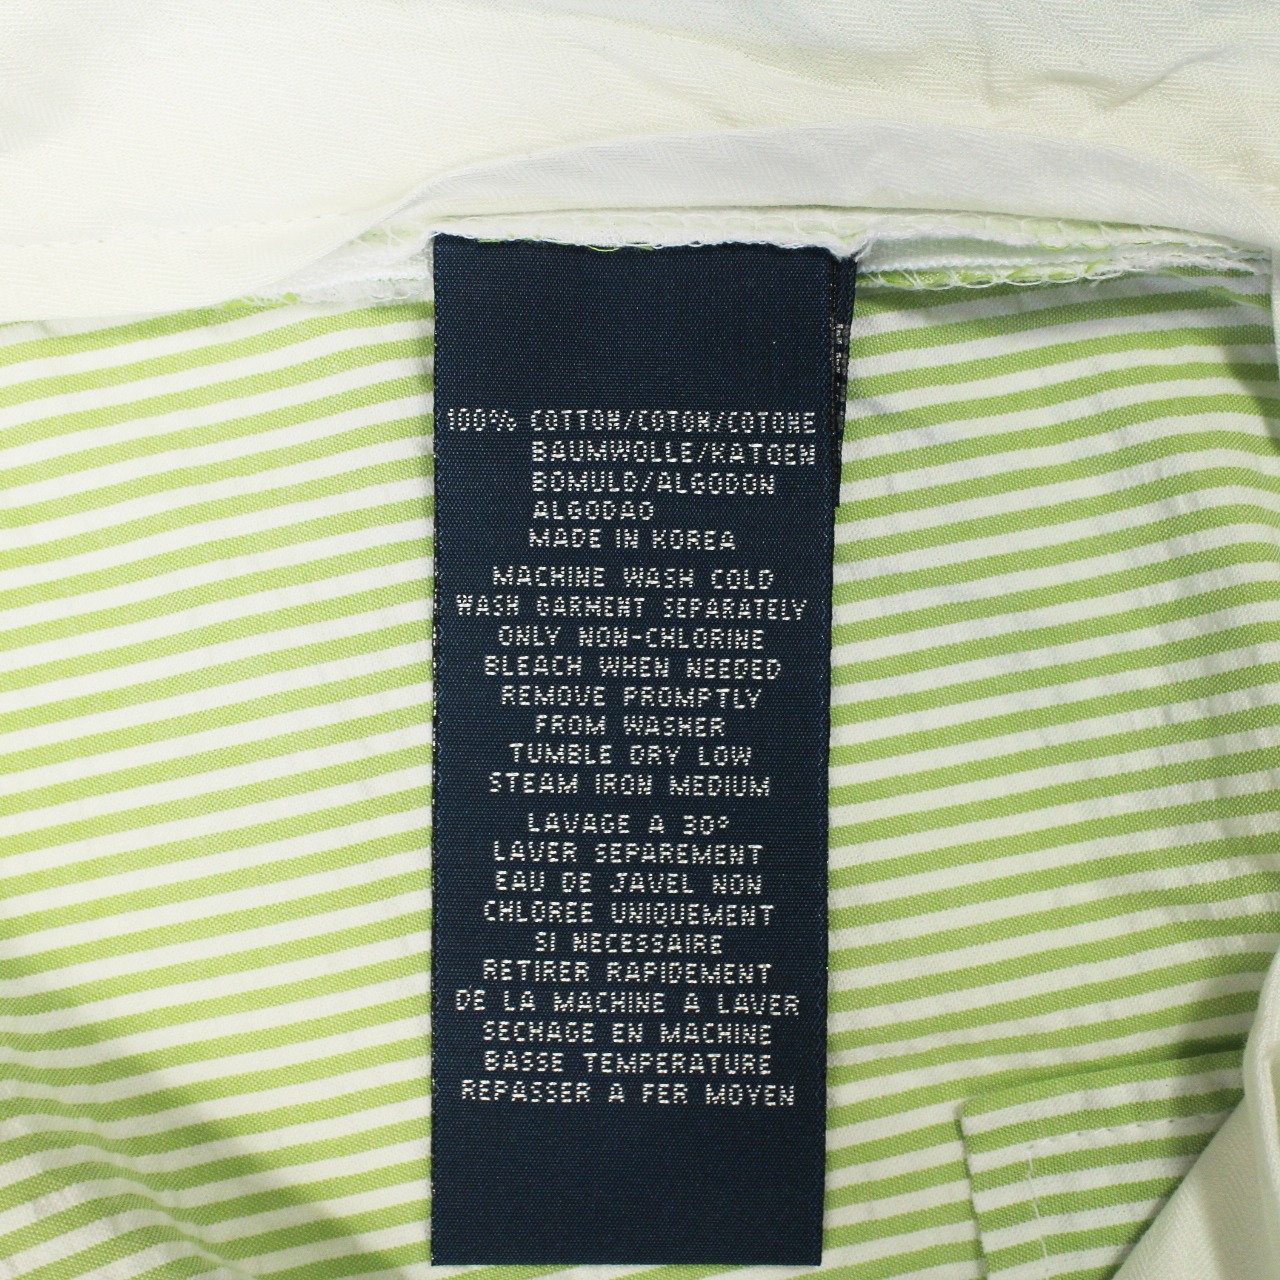 100% COTTON/COTON/COTONE
BAUMWOLLE/KATOEN
BOMULD/ALGODON
ALGODAO
MADE IN KOREA
MACHINE WASH COLD
WASH GARMENT SEPARATELY
ONLY NON-CHLORINE
BLEACH WHEN NEEDED
REMOVE PROMPTLY
FROM WASHER
TUMBLE DRY LOW
STEAM IRON MEDIUM
LAVAGE A 30°
LAVER SEPAREMENT
EAU DE JAVEL NON
CHLOREE UNIQUEMENT
SI NECESSAIRE
RETIRER RAPIDEMENT
DE LA MACHINE A LAVER
SECHAGE EN MACHINE
BASSE TEMPERATURE
REPASSER A FER MOYEN